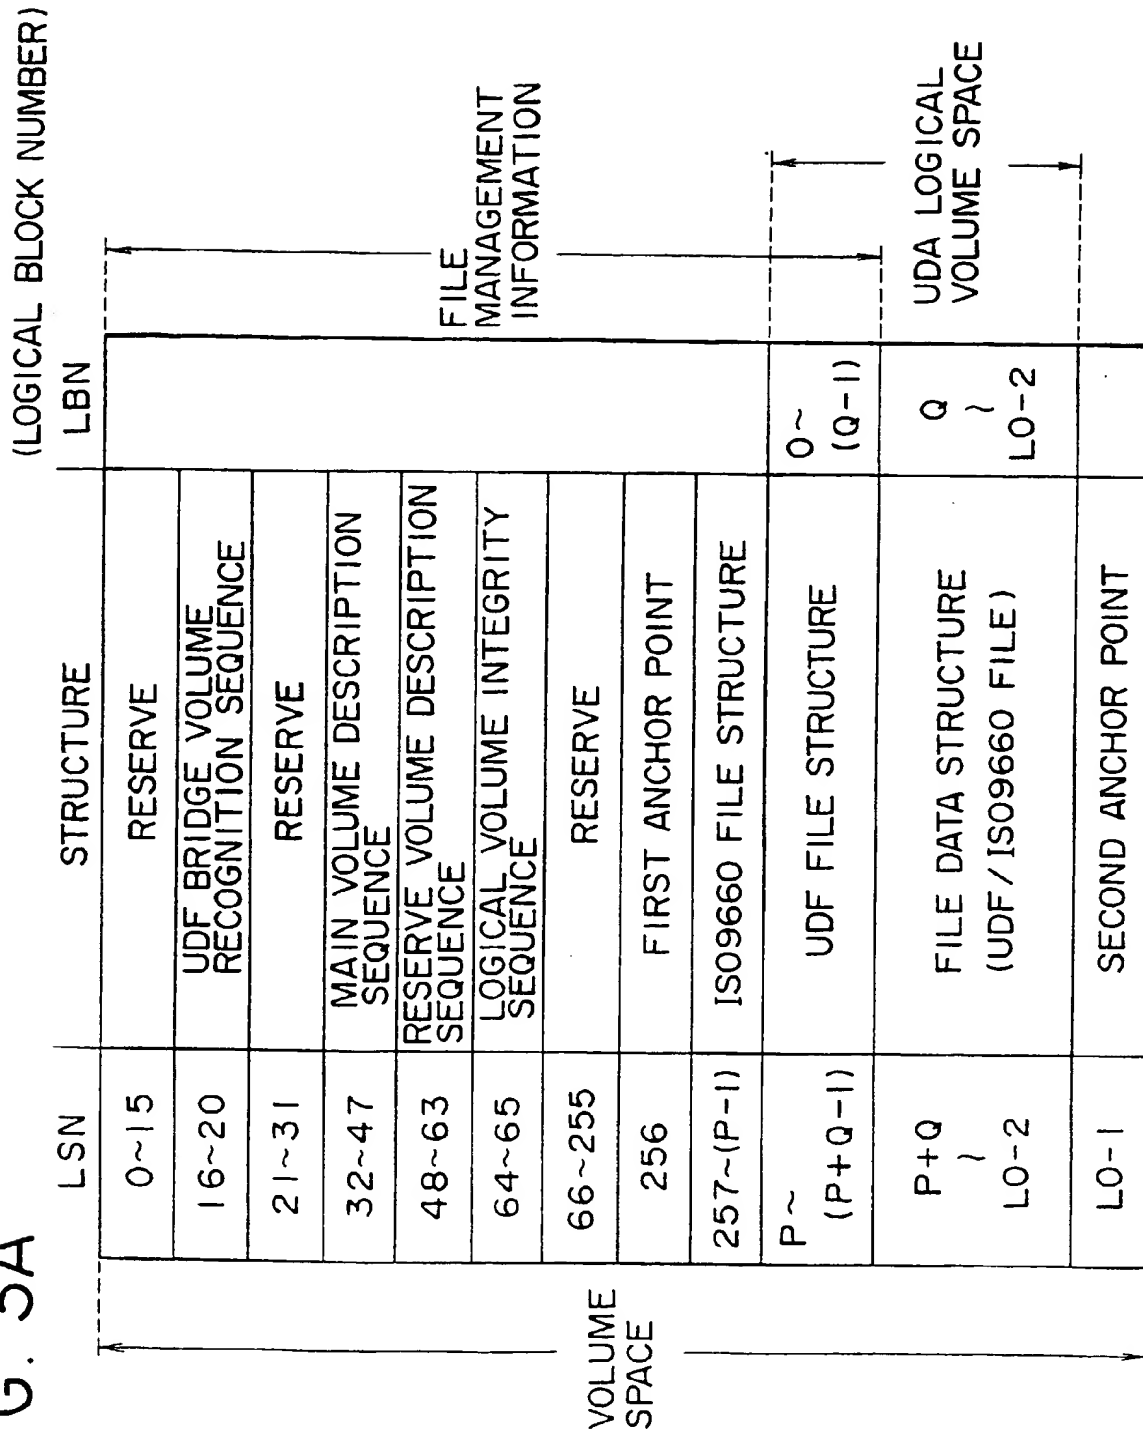 G. 5A
(LOGICAL BLOCK NUMBER)
LSN STRUCTURE LBN
0~15 RESERVE
16~20 UDF BRIDGE VOLUME
RECOGNITION SEQUENCE
21~31 RESERVE
32~47 MAIN VOLUME DESCRIPTION
SEQUENCE
48~63 RESERVE VOLUME DESCRIPTION
SEQUENCE
64~65 LOGICAL VOLUME INTEGRITY
SEQUENCE
66~255 RESERVE
256 FIRST ANCHOR POINT
257~(P-1) ISO9660 FILE STRUCTURE
P~
(P+Q-1)
UDF FILE STRUCTURE
0~
(Q-1)
P+Q
~
LO-2
FILE DATA STRUCTURE
(UDF/ISO9660 FILE)
Q
~
LO-2
LO-1 SECOND ANCHOR POINT
VOLUME
SPACE
FILE
MANAGEMENT
INFORMATION
UDA LOGICAL
VOLUME SPACE